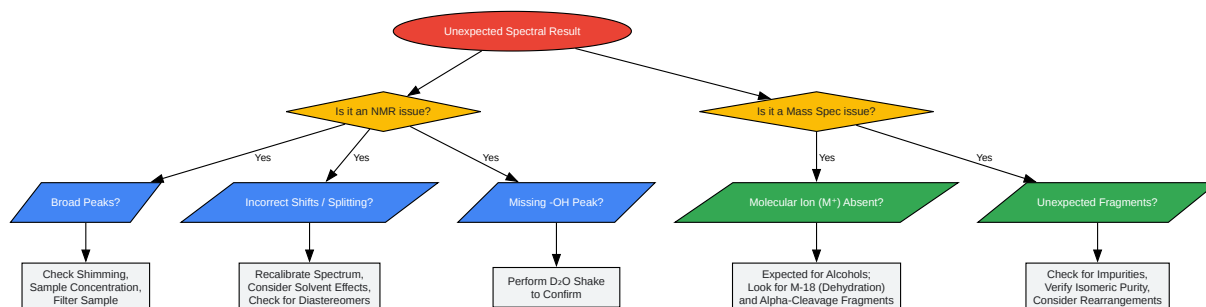 Unexpected Spectral Result
Is it an NMR issue?
Is it a Mass Spec issue?
Yes
Yes
Yes
Yes
Yes
Broad Peaks?
Incorrect Shifts / Splitting?
Missing -OH Peak?
Molecular Ion (M⁺) Absent?
Unexpected Fragments?
Check Shimming,
Sample Concentration,
Filter Sample
Recalibrate Spectrum,
Consider Solvent Effects,
Check for Diastereomers
Perform D₂O Shake
to Confirm
Expected for Alcohols;
Look for M-18 (Dehydration)
and Alpha-Cleavage Fragments
Check for Impurities,
Verify Isomeric Purity,
Consider Rearrangements